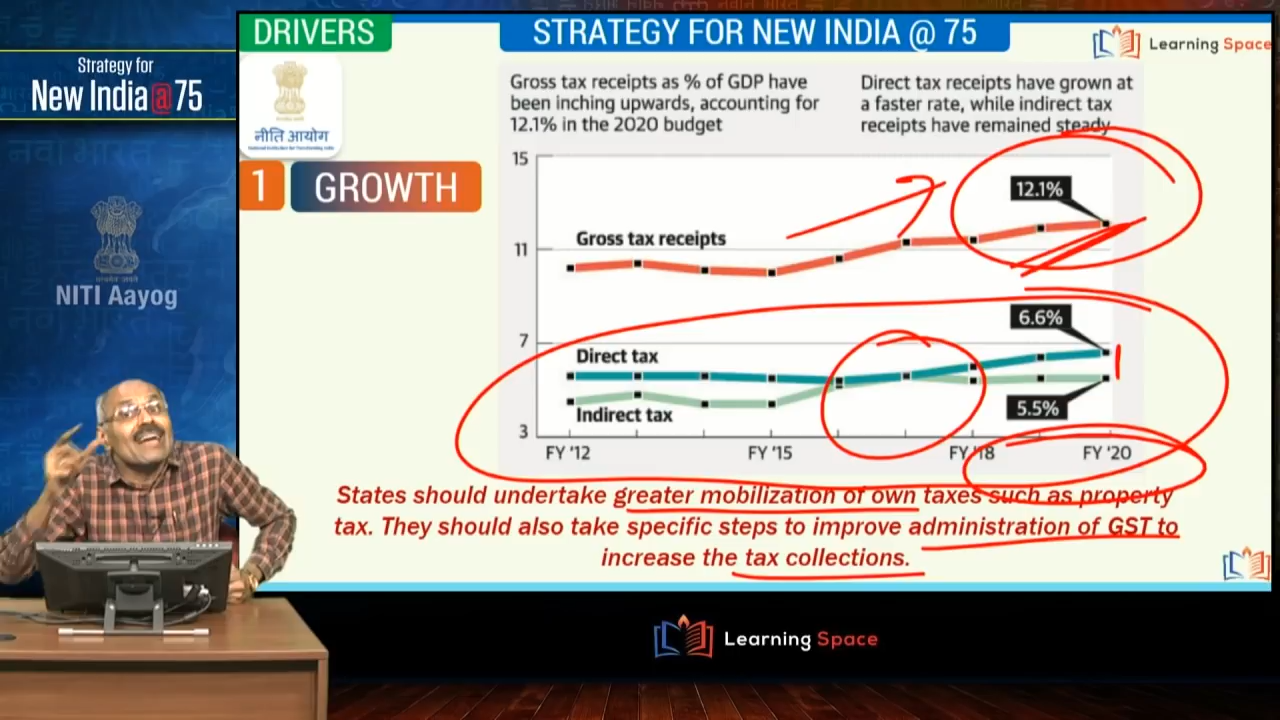 Strategy for
New India@75
NITI Aayog
DRIVERS
STRATEGY FOR NEW INDIA @ 75
Learning Space
नीति आयोग
1 GROWTH
Gross tax receipts as % of GDP have
been inching upwards, accounting for
12.1% in the 2020 budget
Direct tax receipts have grown at
a faster rate, while indirect tax
receipts have remained steady
15
12.1%
Gross tax receipts
11
6.6%
7
Direct tax
5.5%
Indirect tax
3
FY '12
FY '15
FY '18
FY '20
States should undertake greater mobilization of own taxes such as property
tax. They should also take specific steps to improve administration of GST to
increase the tax collections.
Learning Space